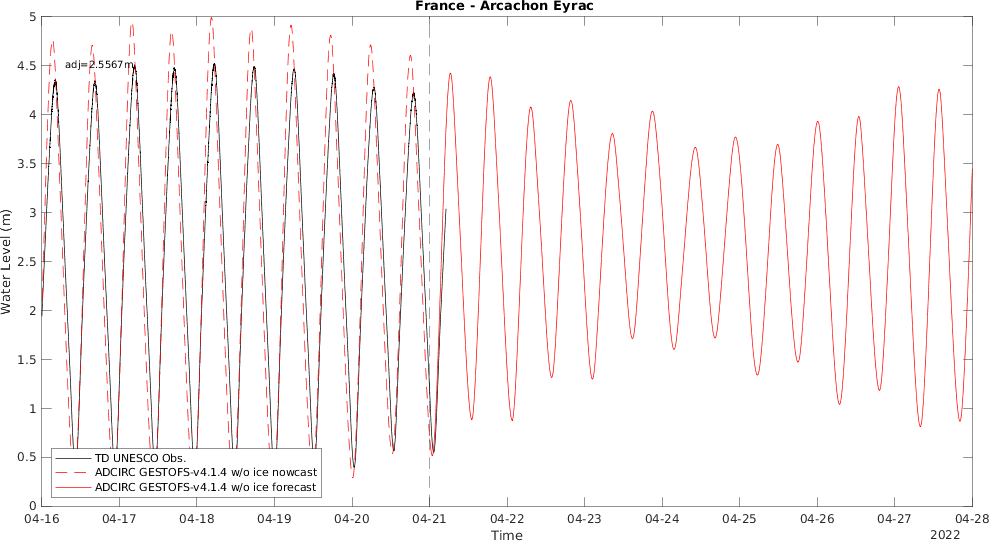 France - Arcachon Eyrac
5
4.5
4
3.5
3
2.5
2
1.5
1
0.5
0
Water Level (m)
adj=2.5567m
TD UNESCO Obs.
ADCIRC GESTOFS-v4.1.4 w/o ice nowcast
ADCIRC GESTOFS-v4.1.4 w/o ice forecast
04-16 04-17 04-18 04-19 04-20 04-21 04-22 04-23 04-24 04-25 04-26 04-27 04-28
Time
2022